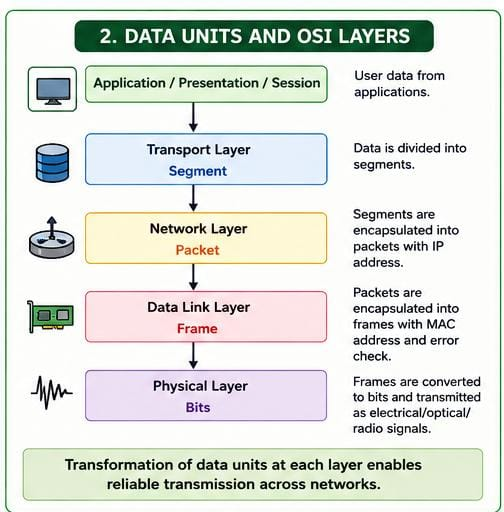 2. DATA UNITS AND OSI LAYERS
Application / Presentation / Session
User data from
applications.
Transport Layer
Segment
Data is divided into
segments.
Network Layer
Packet
Segments are
encapsulated into
packets with IP
address.
Data Link Layer
Frame
Packets are
encapsulated into
frames with MAC
address and error
check.
Physical Layer
Bits
Frames are converted
to bits and transmitted
as electrical/optical/
radio signals.
Transformation of data units at each layer enables
reliable transmission across networks.